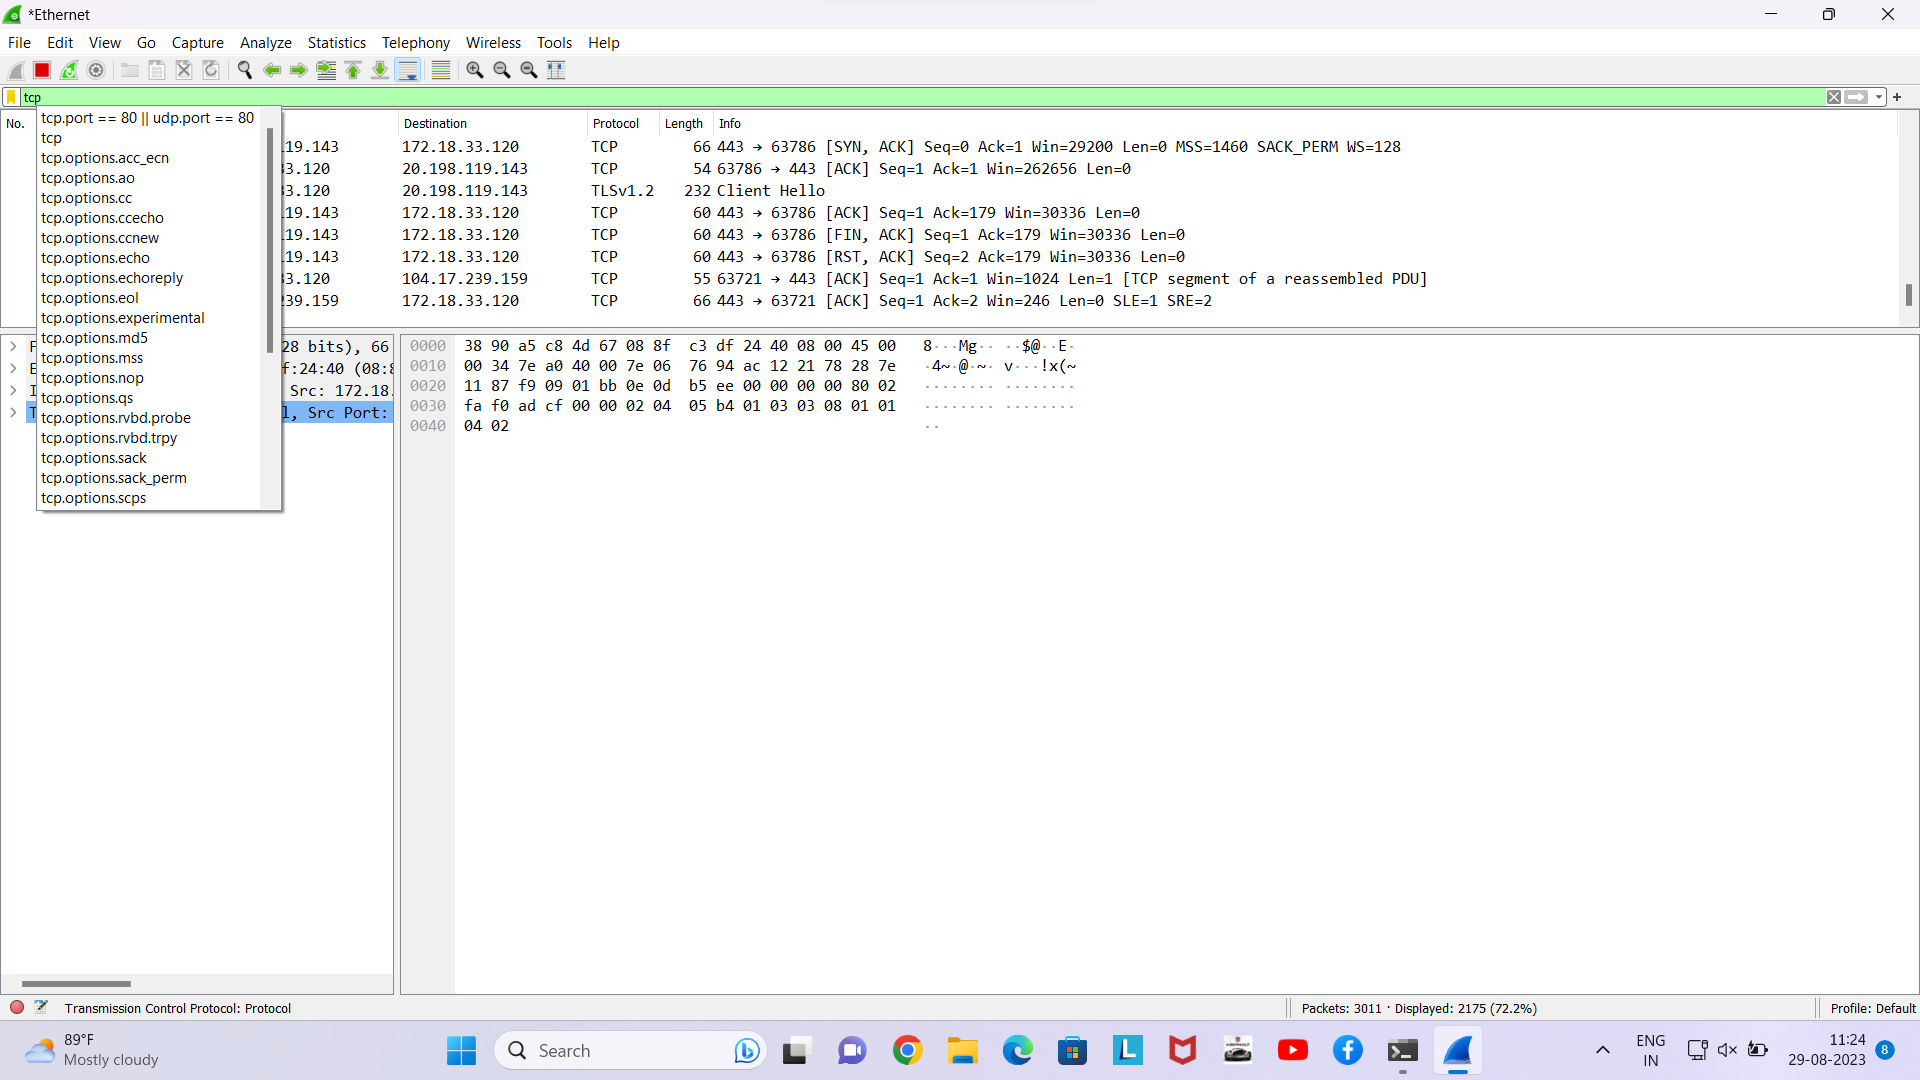 *Ethernet
File Edit View Go Capture Analyze Statistics Telephony Wireless Tools Help
tcp
No. Destination Protocol Length Info
tcp.port == 80 || udp.port == 80
tcp
tcp.options.acc_ecn
tcp.options.ao
tcp.options.cc
tcp.options.ccecho
tcp.options.ccnew
tcp.options.echo
tcp.options.echoreply
tcp.options.eol
tcp.options.experimental
tcp.options.md5
tcp.options.mss
tcp.options.nop
tcp.options.qs
tcp.options.rvbd.probe
tcp.options.rvbd.trpy
tcp.options.sack
tcp.options.sack_perm
tcp.options.scps
19.143 172.18.33.120 TCP 66 443 → 63786 [SYN, ACK] Seq=0 Ack=1 Win=29200 Len=0 MSS=1460 SACK_PERM WS=128
3.120 20.198.119.143 TCP 54 63786 → 443 [ACK] Seq=1 Ack=1 Win=262656 Len=0
3.120 20.198.119.143 TLSv1.2 232 Client Hello
19.143 172.18.33.120 TCP 60 443 → 63786 [ACK] Seq=1 Ack=179 Win=30336 Len=0
19.143 172.18.33.120 TCP 60 443 → 63786 [FIN, ACK] Seq=1 Ack=179 Win=30336 Len=0
19.143 172.18.33.120 TCP 60 443 → 63786 [RST, ACK] Seq=2 Ack=179 Win=30336 Len=0
3.120 104.17.239.159 TCP 55 63721 → 443 [ACK] Seq=1 Ack=1 Win=1024 Len=1 [TCP segment of a reassembled PDU]
239.159 172.18.33.120 TCP 66 443 → 63721 [ACK] Seq=1 Ack=2 Win=246 Len=0 SLE=1 SRE=2
28 bits), 66
f:24:40 (08:8
Src: 172.18.
l, Src Port:
0000 38 90 a5 c8 4d 67 08 8f c3 df 24 40 08 00 45 00 8···Mg·· ··$@··E·
0010 00 34 7e a0 40 00 7e 06 76 94 ac 12 21 78 28 7e ·4~·@·~· v···!x(~
0020 11 87 f9 09 01 bb 0e 0d b5 ee 00 00 00 00 80 02 ········ ········
0030 fa f0 ad cf 00 00 02 04 05 b4 01 03 03 08 01 01 ········ ········
0040 04 02 ··
Transmission Control Protocol: Protocol Packets: 3011 · Displayed: 2175 (72.2%) Profile: Default
89°F
Mostly cloudy
Search
ENG
IN
11:24
29-08-2023
8